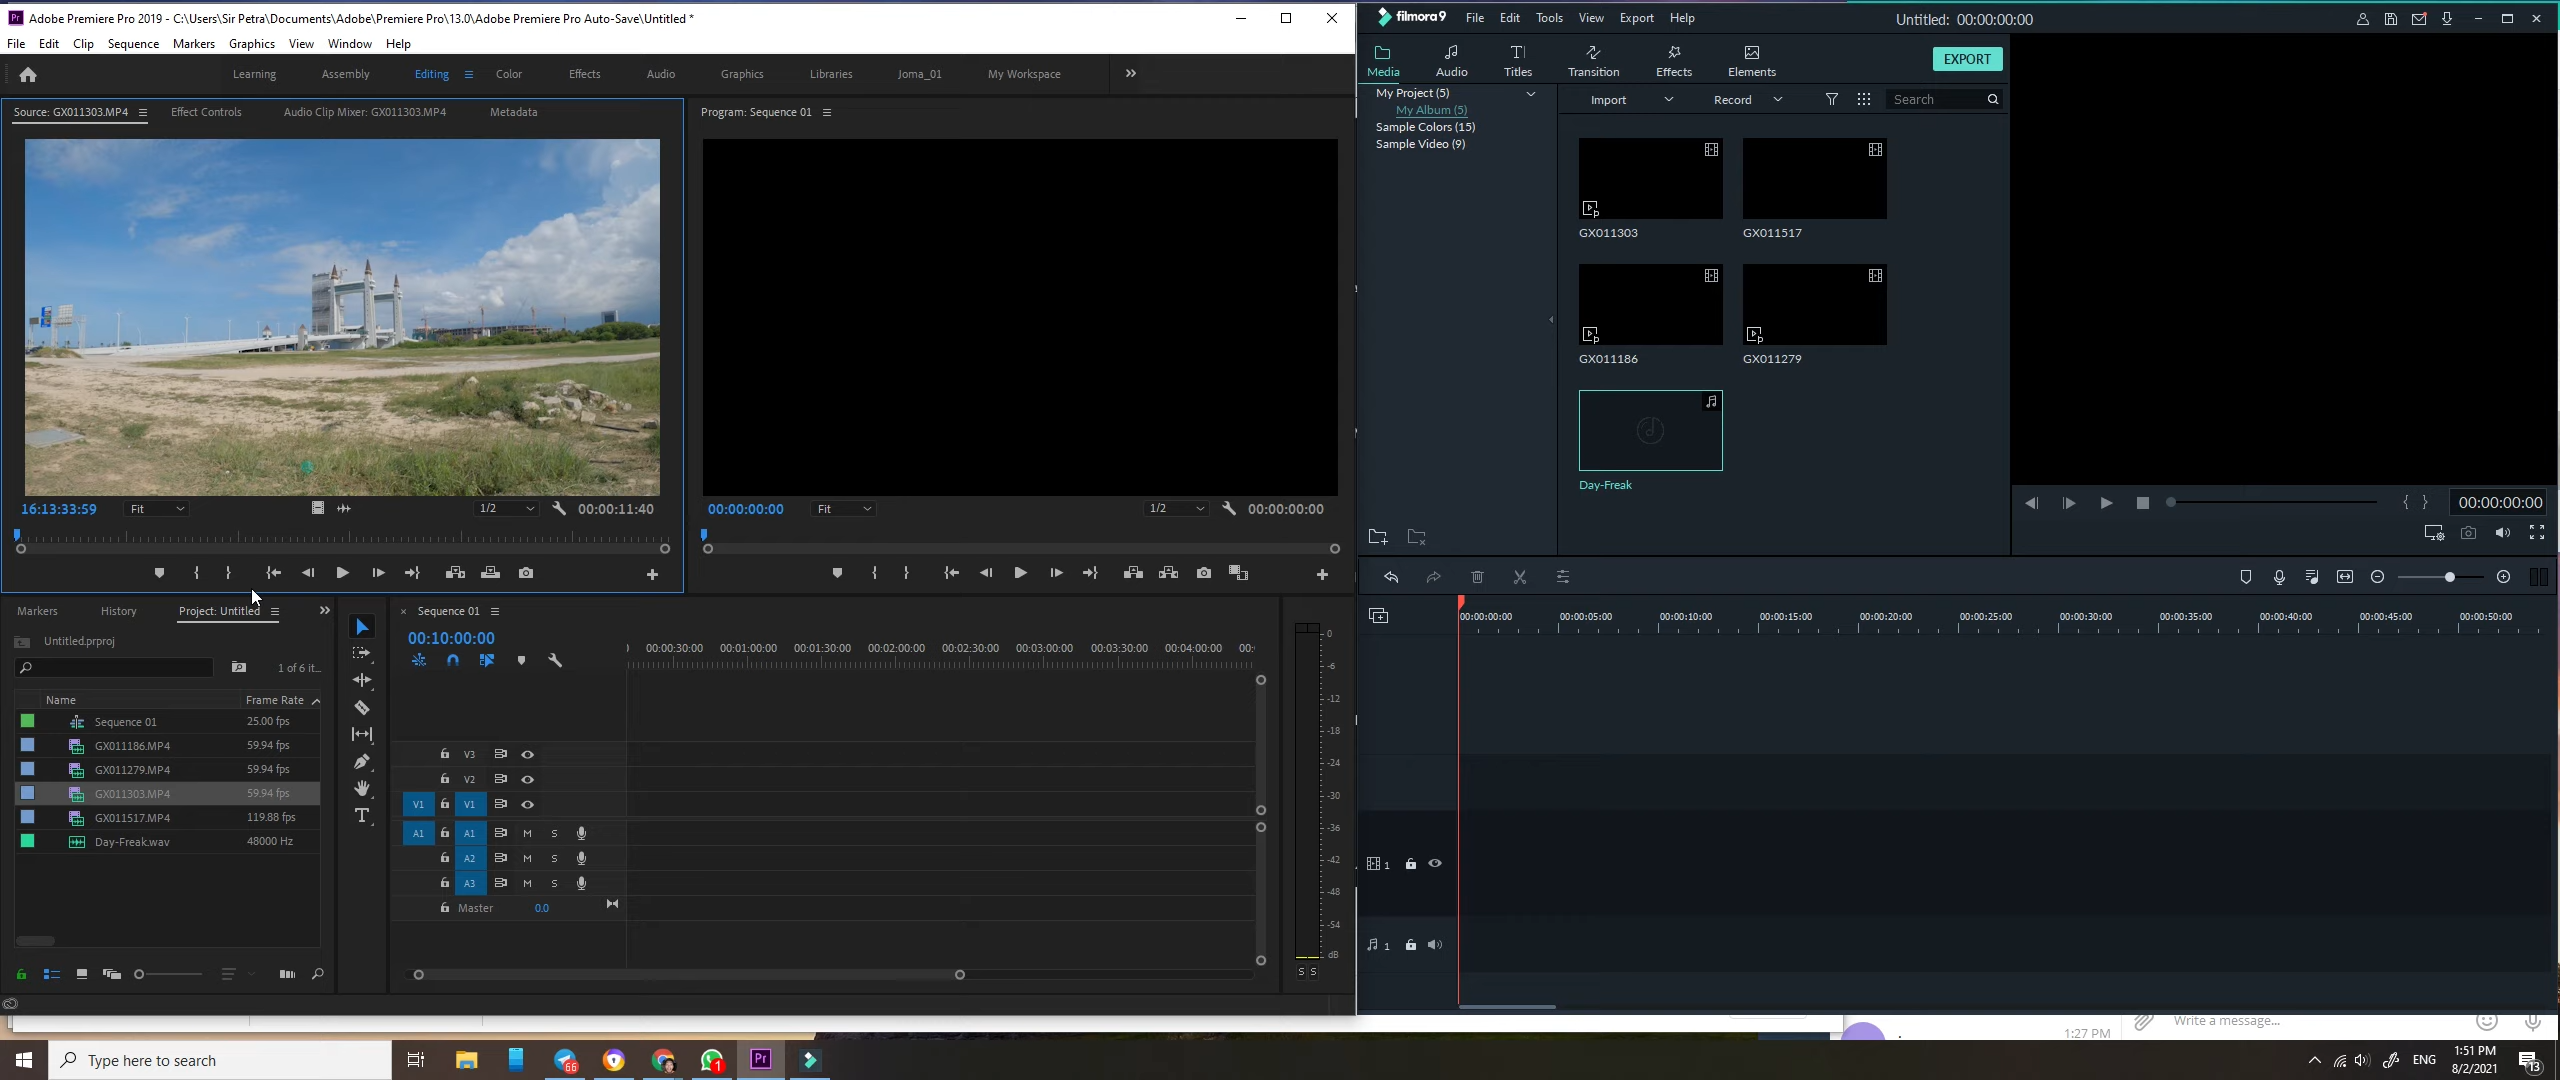 Adobe Premiere Pro 2019 - C:\Users\Sir Petra\Documents\Adobe\Premiere Pro\13.0\Adobe Premiere Pro Auto-Save\Untitled *
File Edit Clip Sequence Markers Graphics View Window Help
Learning Assembly Editing Color Effects Audio Graphics Libraries Joma_01 My Workspace
Source: GX011303.MP4 Effect Controls Audio Clip Mixer: GX011303.MP4 Metadata
16:13:33:59 Fit 1/2 00:00:11:40
Program: Sequence 01
00:00:00:00 Fit 1/2 00:00:00:00
Markers History Project: Untitled
Untitled.prproj
1 of 6 it...
Name Frame Rate
Sequence 01 25.00 fps
GX011186.MP4 59.94 fps
GX011279.MP4 59.94 fps
GX011303.MP4 59.94 fps
GX011517.MP4 119.88 fps
Day-Freak.wav 48000 Hz
Sequence 01
00:10:00:00
00:00:30:00 00:01:00:00 00:01:30:00 00:02:00:00 00:02:30:00 00:03:00:00 00:03:30:00 00:04:00:00 00:
V3
V2
V1 V1
A1 A1 M S
A2 M S
A3 M S
Master 0.0
0
-6
-12
-18
-24
-30
-36
-42
-48
-54
dB
S S
filmora9 File Edit Tools View Export Help Untitled: 00:00:00:00
Media Audio Titles Transition Effects Elements EXPORT
My Project (5)
My Album (5)
Sample Colors (15)
Sample Video (9)
Import Record Search
GX011303 GX011517
GX011186 GX011279
Day-Freak
{ } 00:00:00:00
00:00:00:00 00:00:05:00 00:00:10:00 00:00:15:00 00:00:20:00 00:00:25:00 00:00:30:00 00:00:35:00 00:00:40:00 00:00:45:00 00:00:50:00
1
1
1:27 PM Write a message...
Type here to search
66
1
Pr
ENG
1:51 PM
8/2/2021
13